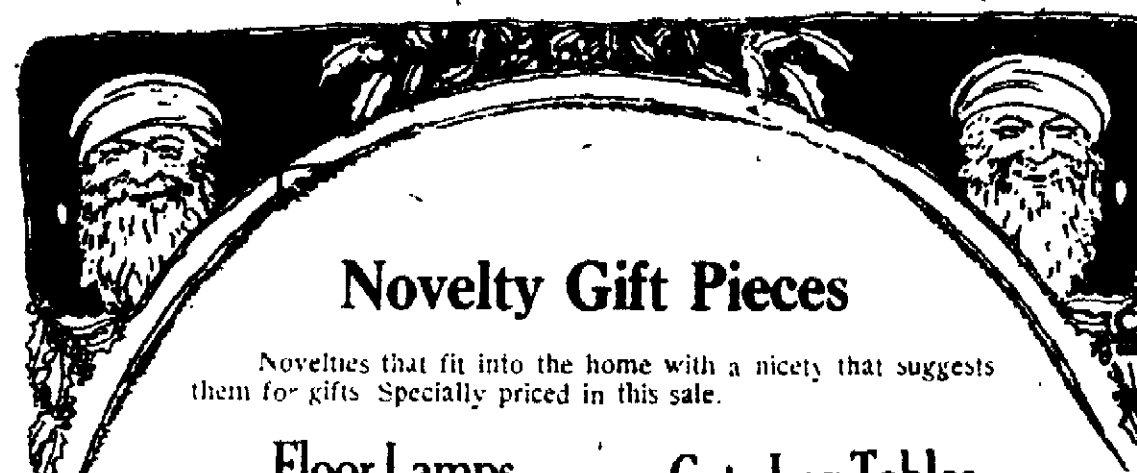 Novelty Gift Pieces
Novelties that fit into the home with a nicety that suggests
them for gifts Specially priced in this sale.
Floor Lamps Gate Leg Tables